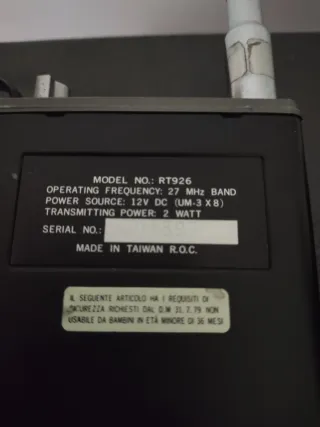 MODEL NO.: RT926
OPERATING FREQUENCY: 27 MHz BAND
POWER SOURCE: 12V DC (UM-3 X 8)
TRANSMITTING POWER: 2 WATT
SERIAL NO.:
MADE IN TAIWAN R.O.C.
IL SEGUENTE ARTICOLO HA I REQUISITI DI
SICUREZZA RICHIESTI DAL D.M. 31.7.79 NON
USABILE DA BAMBINI IN ETÀ MINORE DI 36 MESI